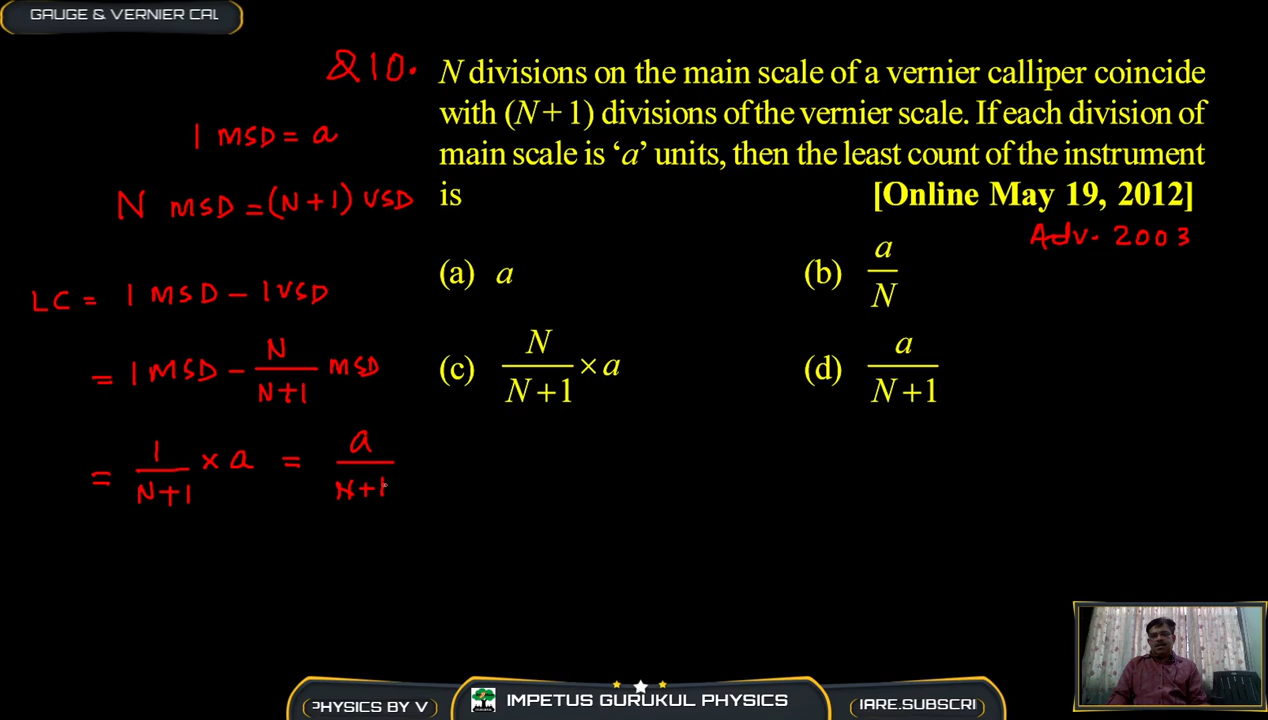 GAUGE & VERNIER CAL
Q10.
N divisions on the main scale of a vernier calliper coincide
with (N + 1) divisions of the vernier scale. If each division of
main scale is ‘a’ units, then the least count of the instrument
is [Online May 19, 2012]
Adv. 2003
(a) a (b) a/N
(c) N/N+1 × a (d) a/N+1
1 MSD = a
N MSD = (N+1) VSD
LC = 1 MSD − 1 VSD
= 1 MSD − N/N+1 MSD
= 1/N+1 × a = a/N+1
PHYSICS BY V
IMPETUS GURUKUL PHYSICS
IARE.SUBSCRI